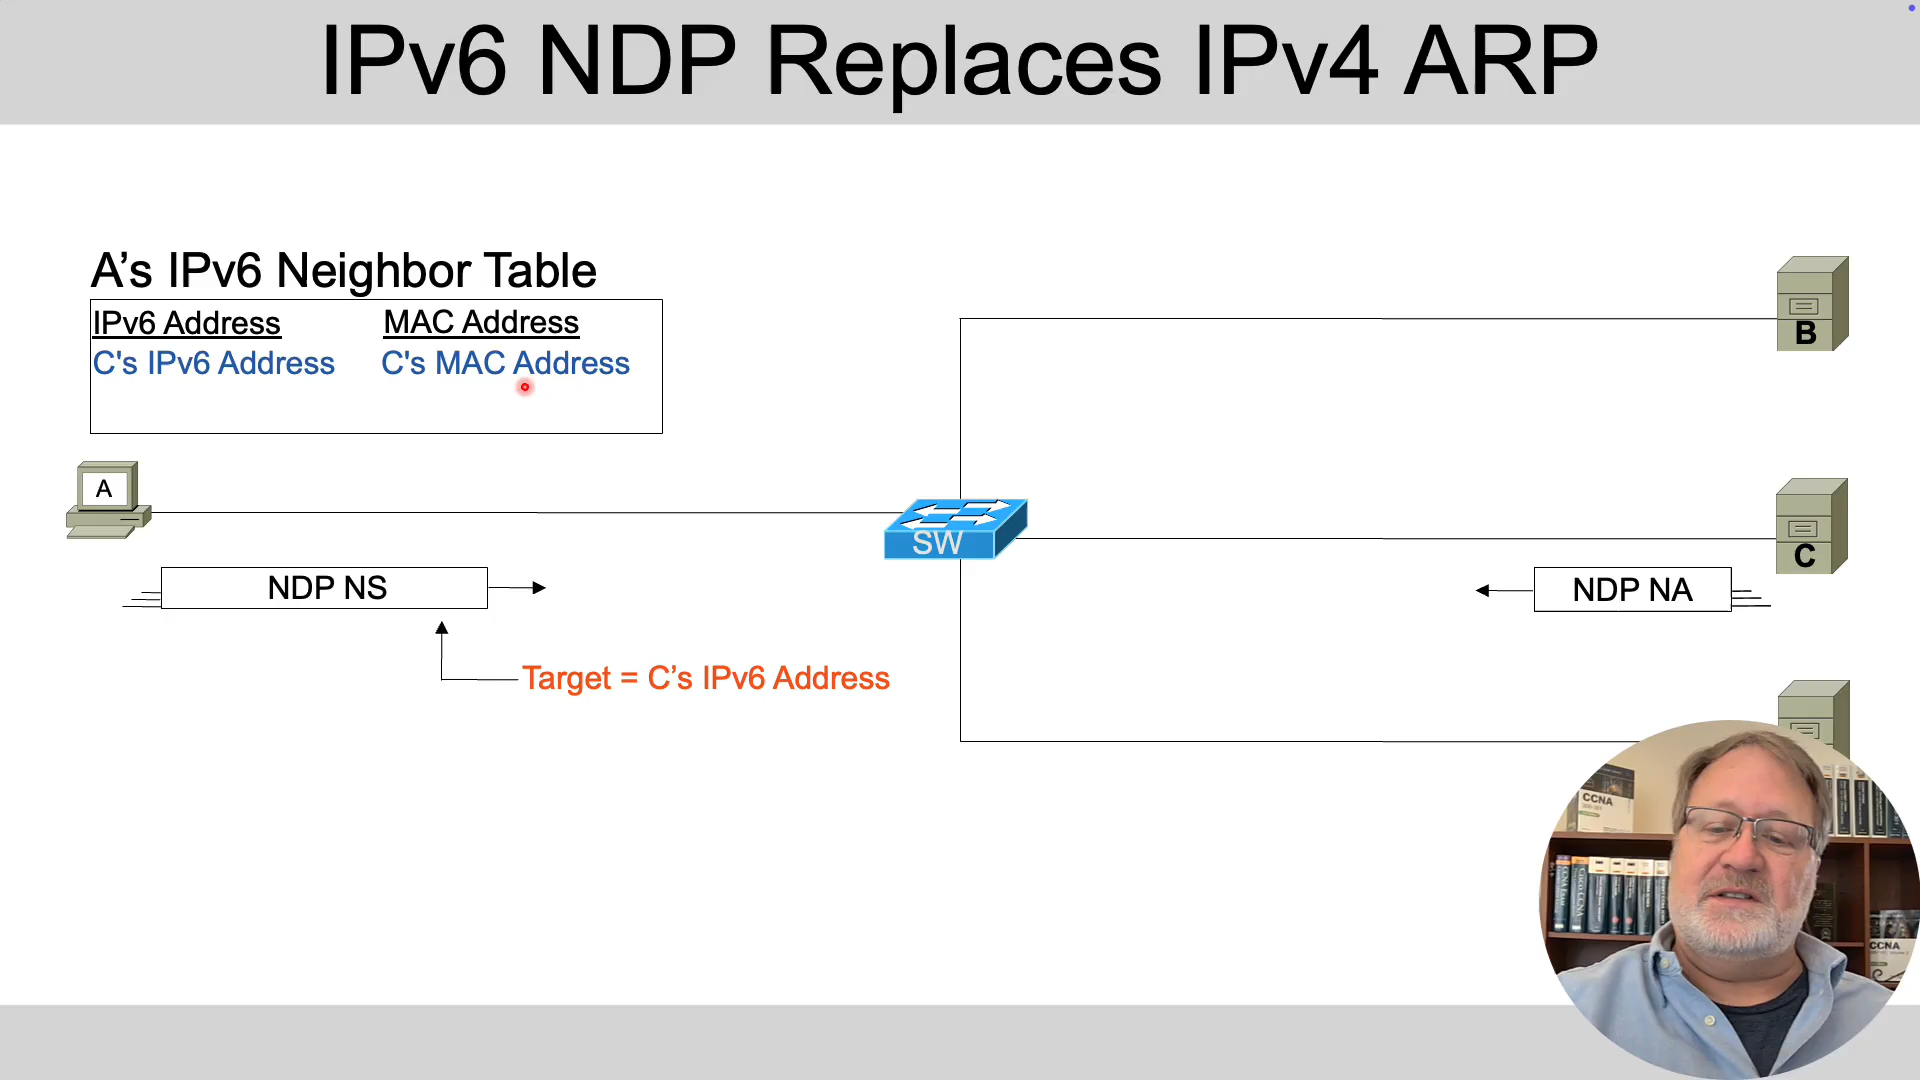 IPv6 NDP Replaces IPv4 ARP
A’s IPv6 Neighbor Table
IPv6 Address MAC Address
C's IPv6 Address C's MAC Address
B
A
SW
C
NDP NS
NDP NA
Target = C’s IPv6 Address
CCNA
CCNA